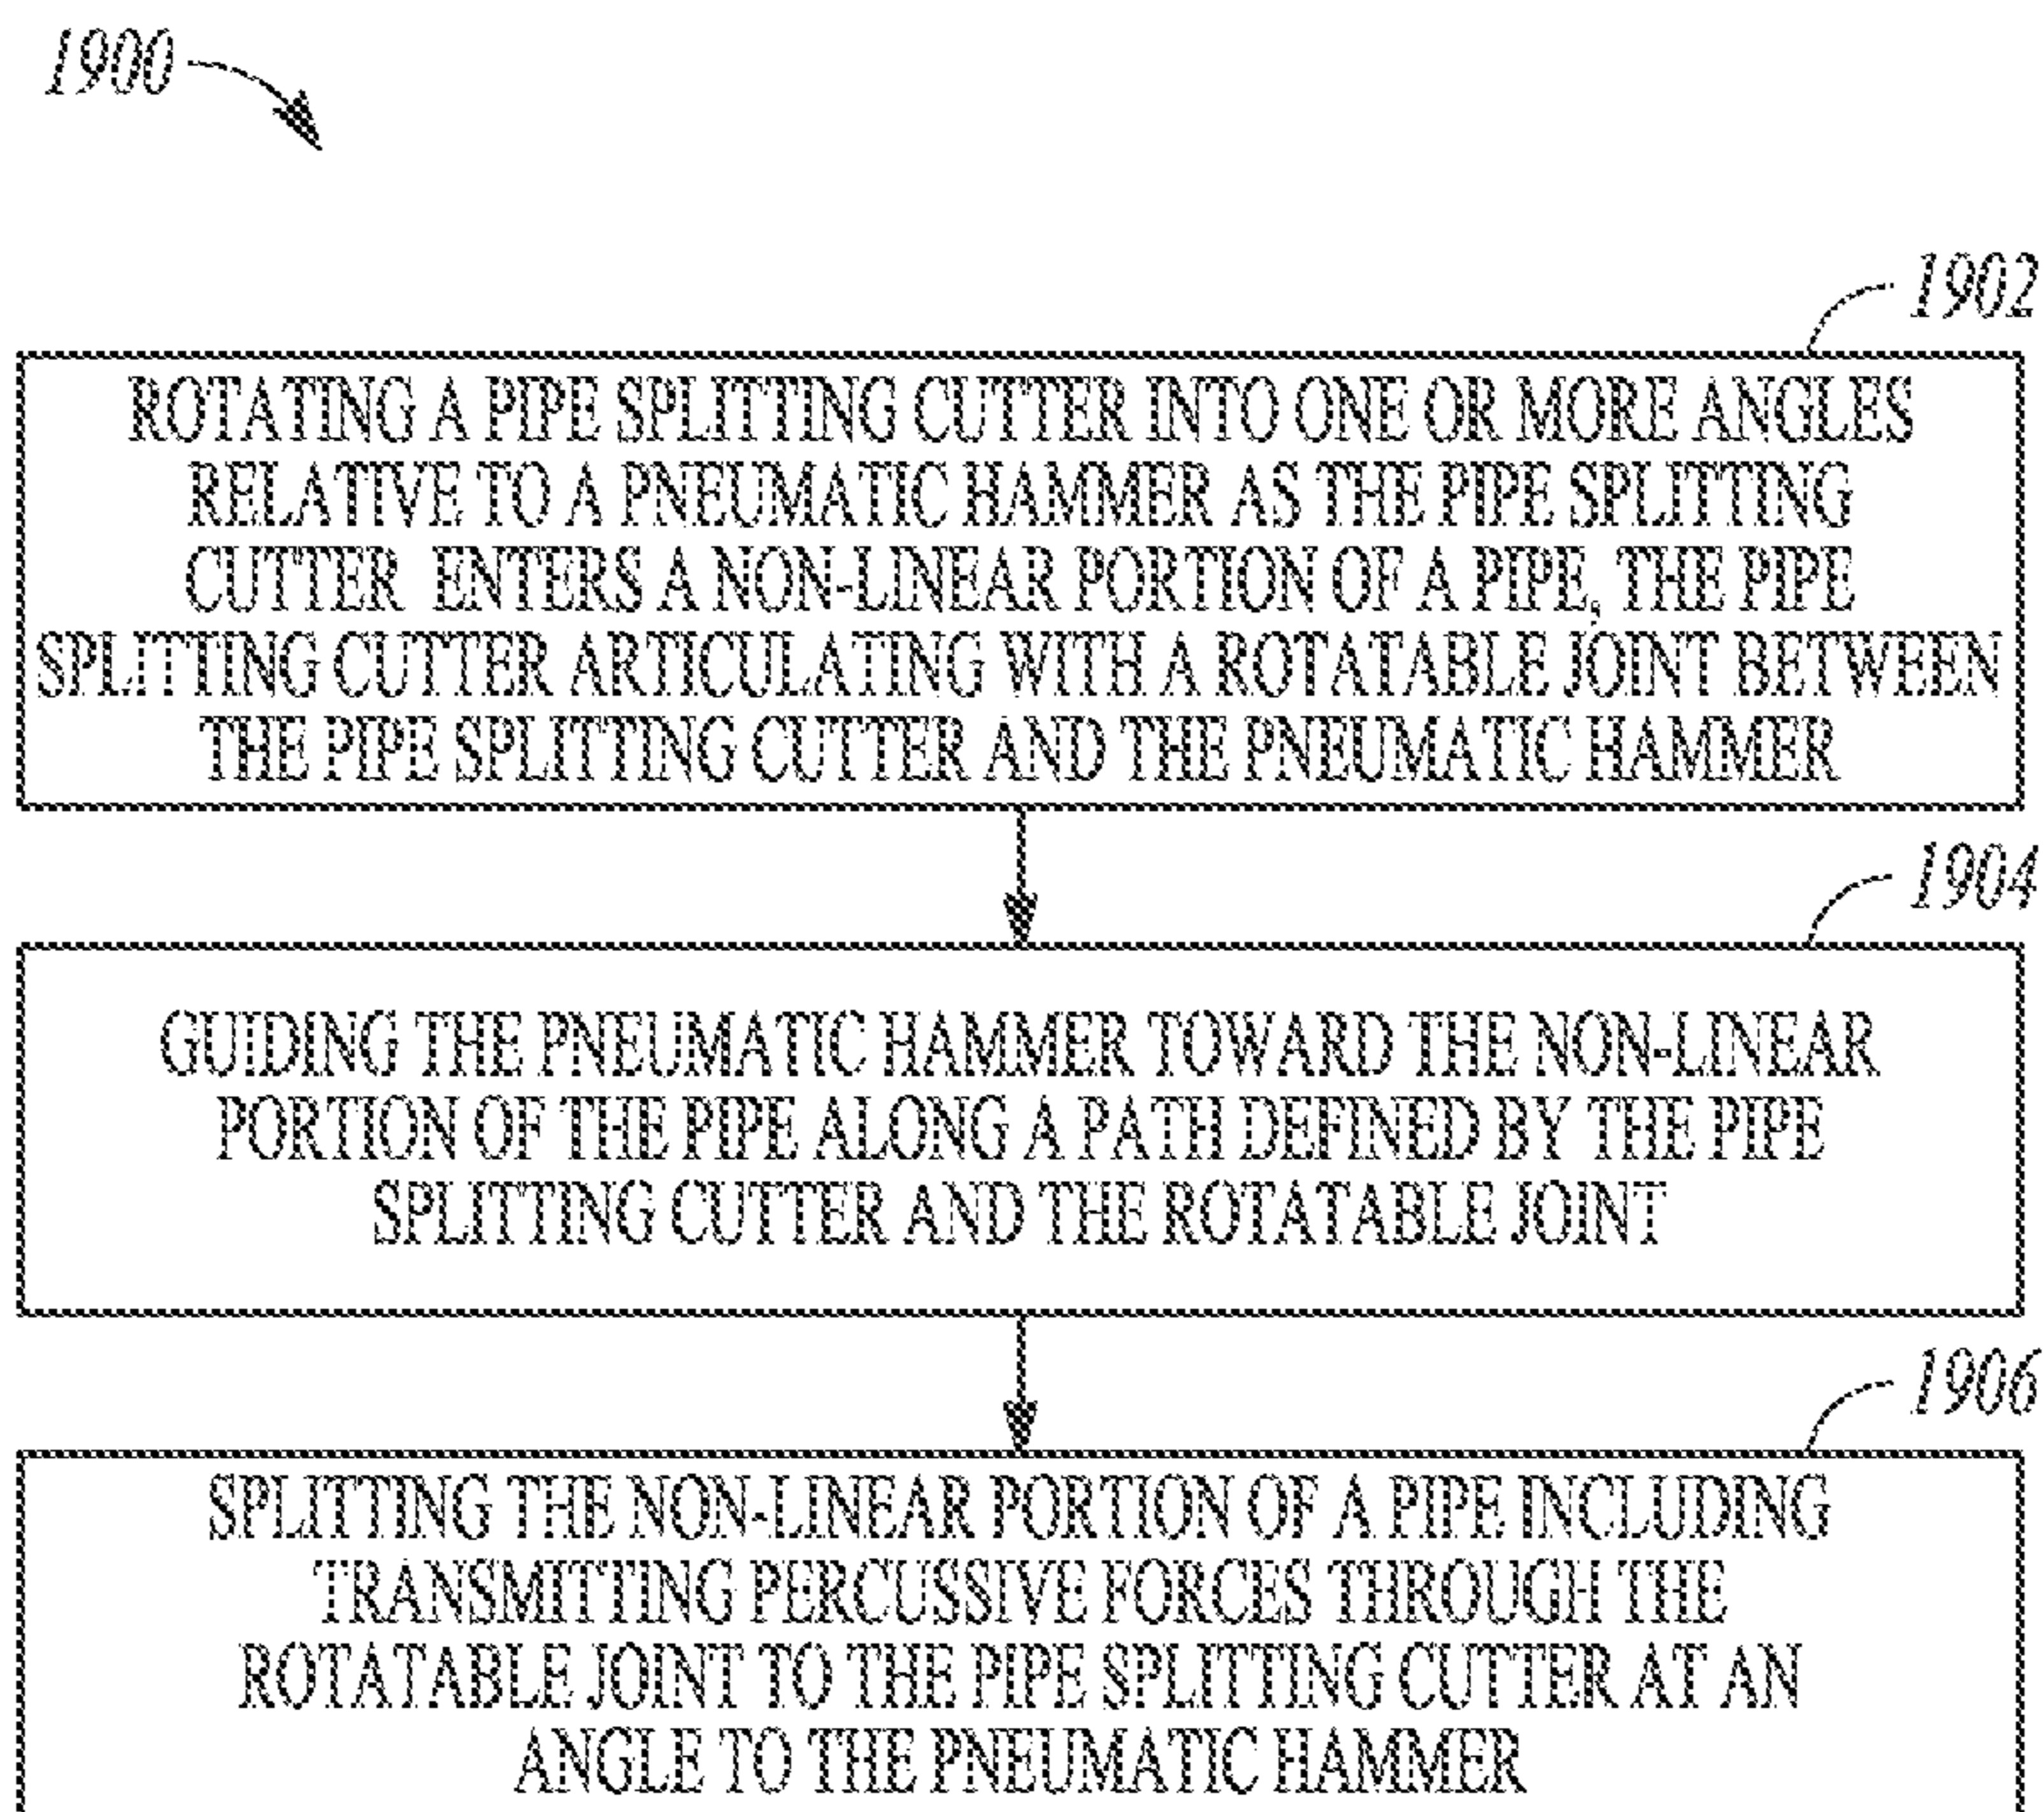 1900
1902
ROTATING A PIPE SPLITTING CUTTER INTO ONE OR MORE ANGLES
RELATIVE TO A PNEUMATIC HAMMER AS THE PIPE SPLITTING
CUTTER ENTERS A NON-LINEAR PORTION OF A PIPE, THE PIPE
SPLITTING CUTTER ARTICULATING WITH A ROTATABLE JOINT BETWEEN
THE PIPE SPLITTING CUTTER AND THE PNEUMATIC HAMMER
1904
GUIDING THE PNEUMATIC HAMMER TOWARD THE NON-LINEAR
PORTION OF THE PIPE ALONG A PATH DEFINED BY THE PIPE
SPLITTING CUTTER AND THE ROTATABLE JOINT
1906
SPLITTING THE NON-LINEAR PORTION OF A PIPE INCLUDING
TRANSMITTING PERCUSSIVE FORCES THROUGH THE
ROTATABLE JOINT TO THE PIPE SPLITTING CUTTER AT AN
ANGLE TO THE PNEUMATIC HAMMER